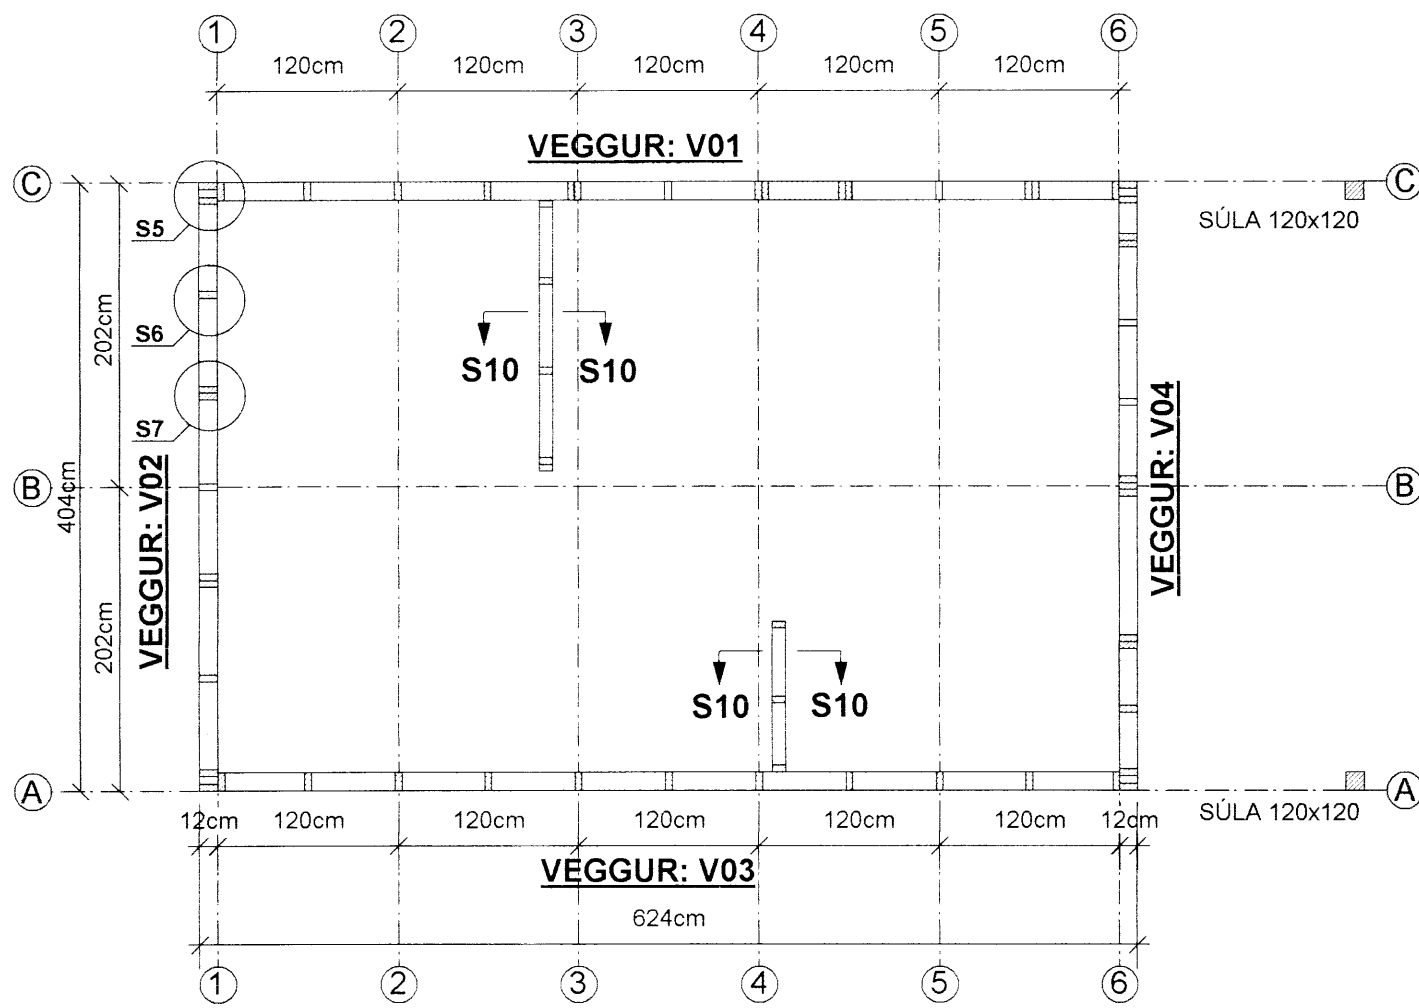 1 2 3 4 5 6
120cm 120cm 120cm 120cm 120cm
VEGGUR: V01
C C
S5
SÚLA 120x120
202cm
S6
S10 S10
S7
VEGGUR: V04
B B
404cm
VEGGUR: V02
202cm
S10 S10
A A
12cm 120cm 120cm 120cm 120cm 120cm 12cm
SÚLA 120x120
VEGGUR: V03
624cm
1 2 3 4 5 6